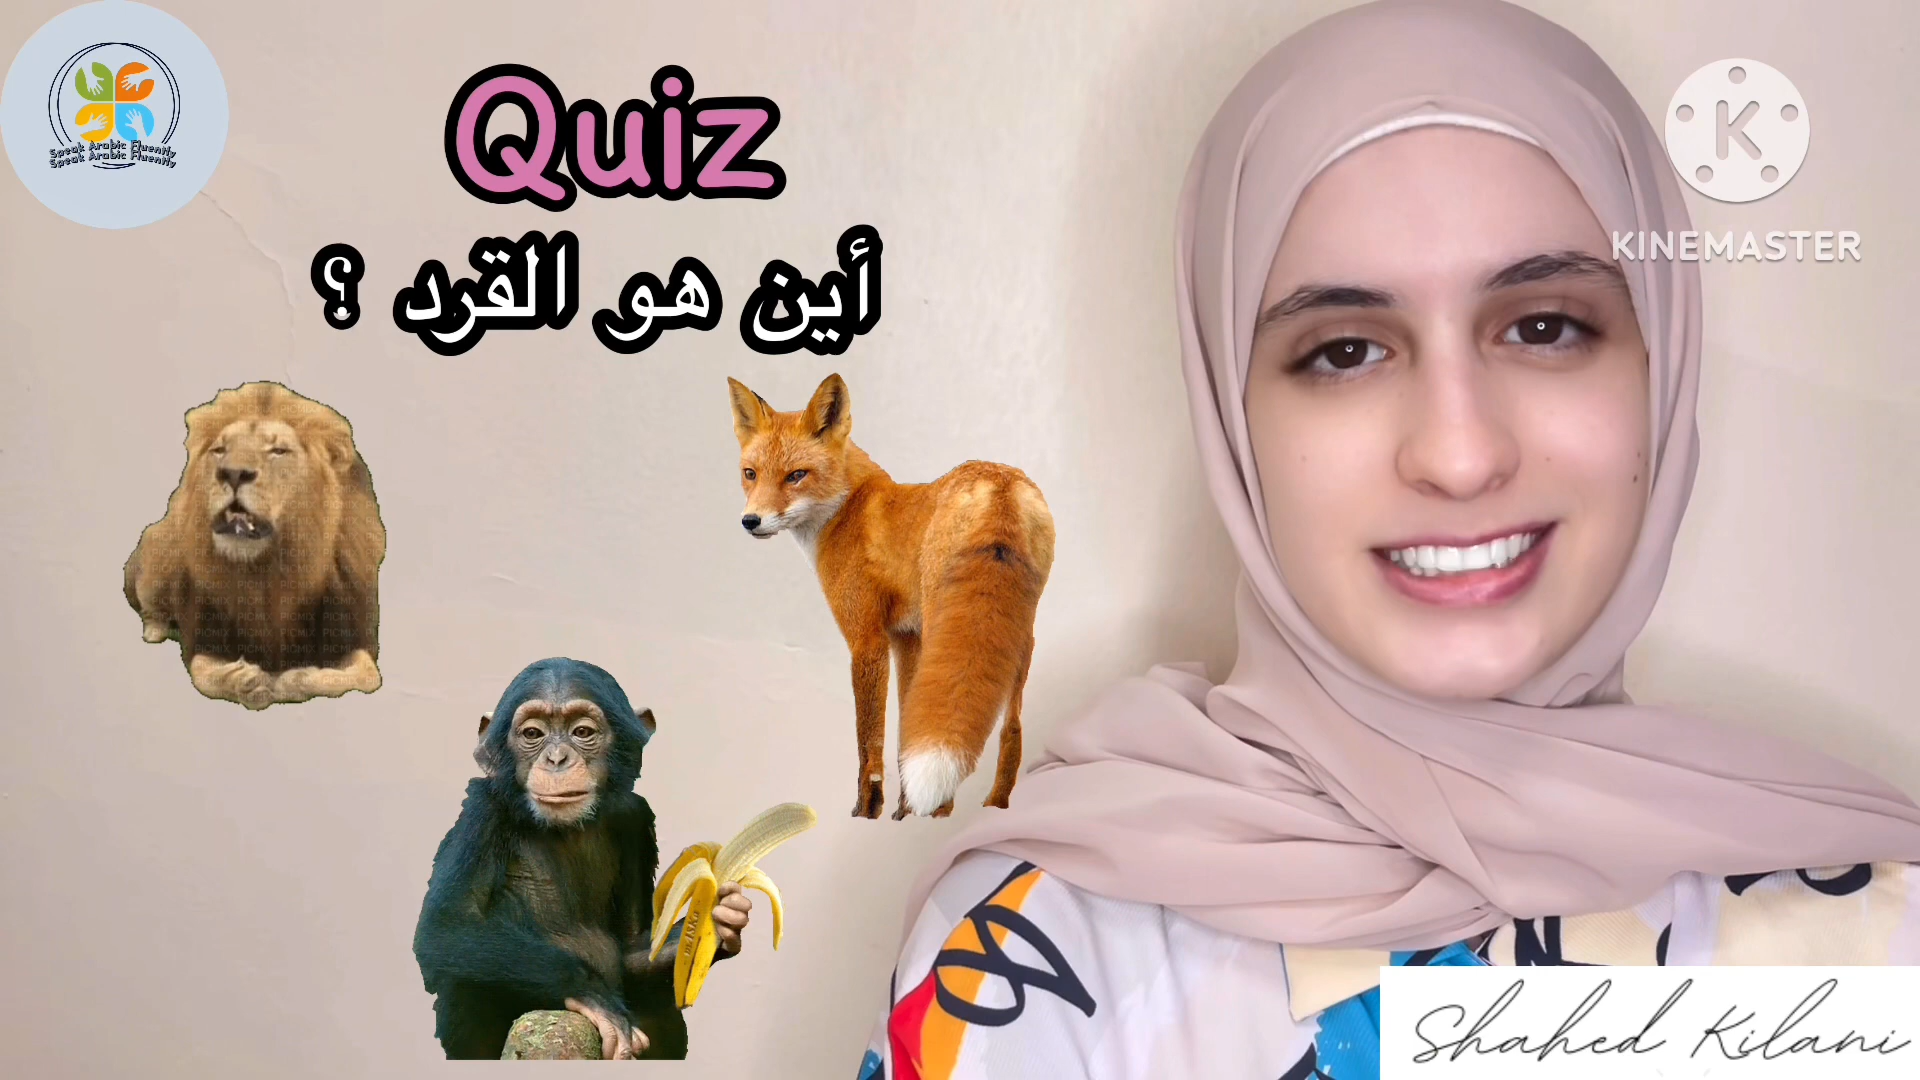 Speak Arabic Fluently
Speak Arabic Fluently
Quiz
أين هو القرد ؟
K
KINEMASTER
Shahed Kilani